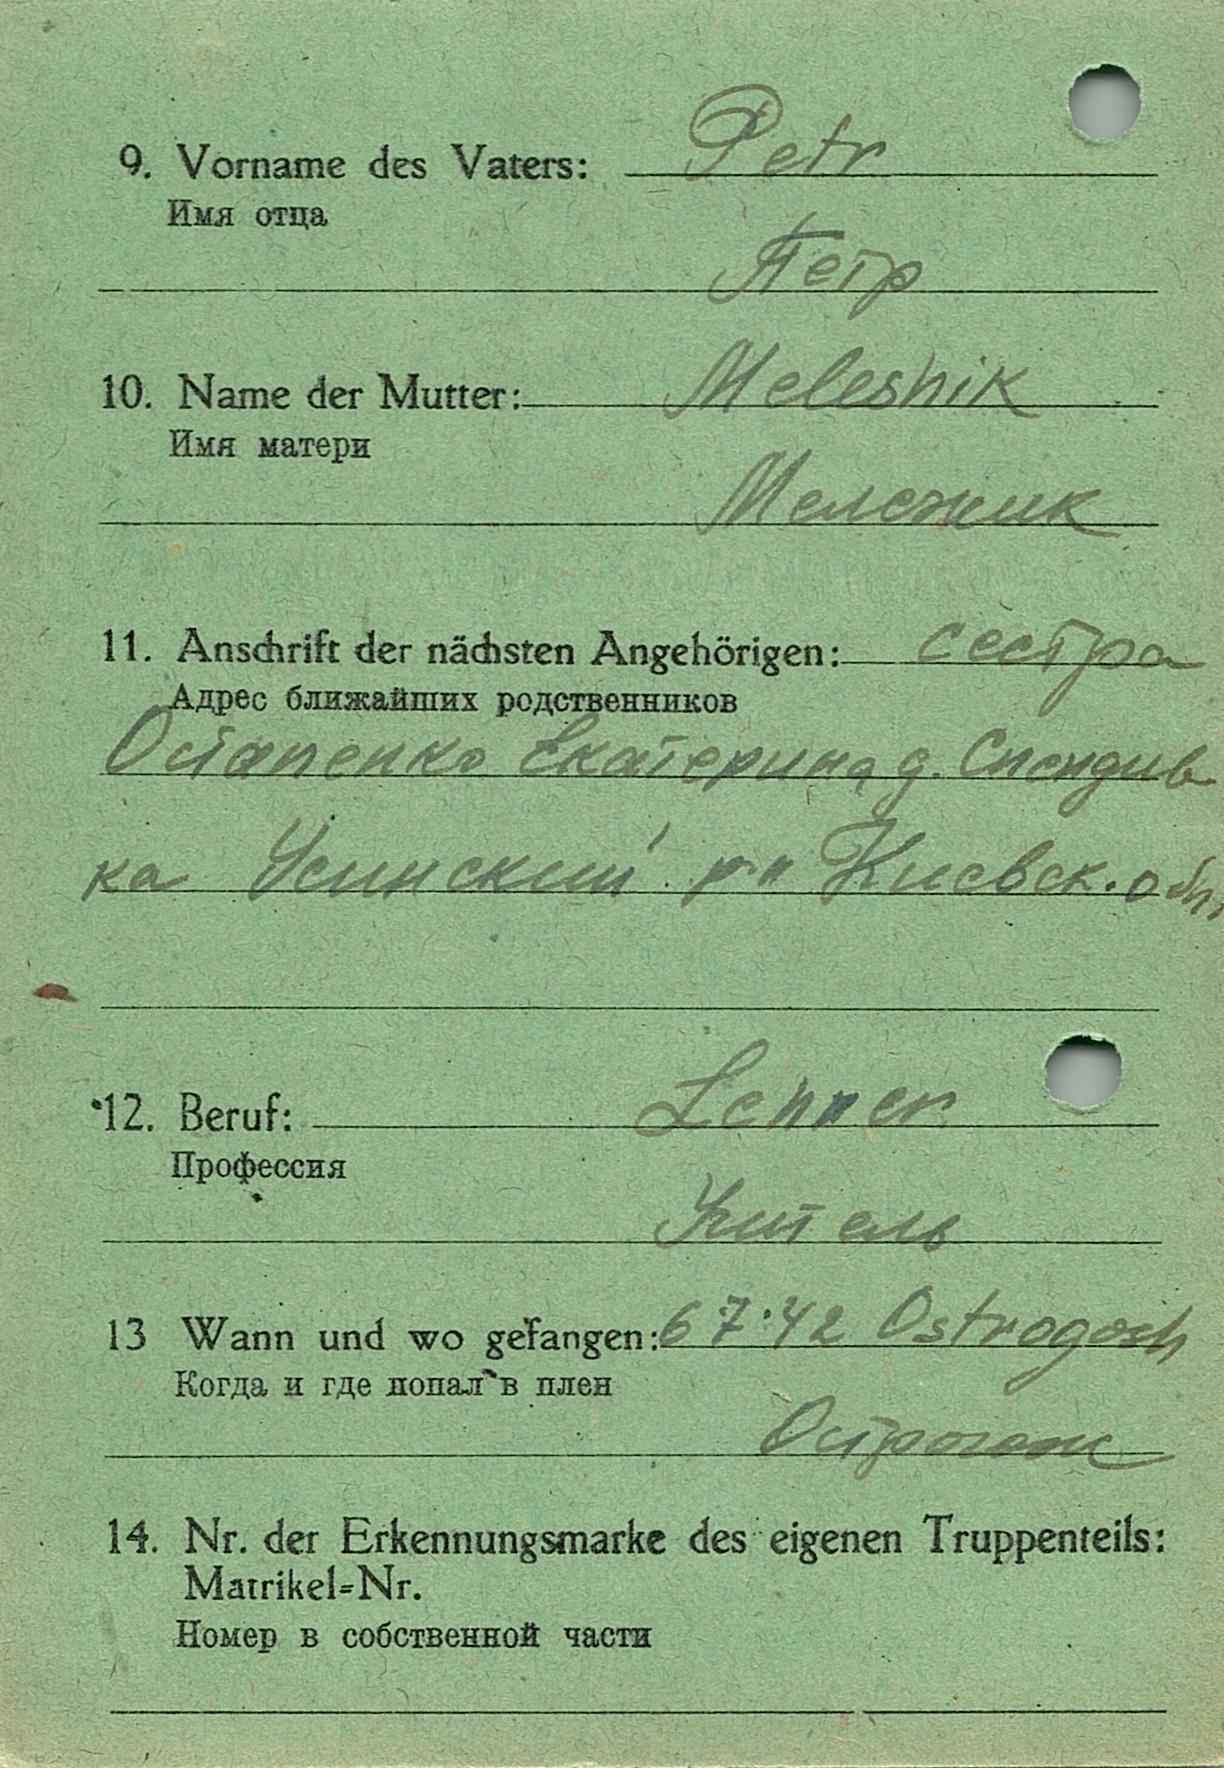 9. Vorname des Vaters: Petr
Имя отца
Петр
10. Name der Mutter: Meleshik
Имя матери
Мележик
11. Anschrift der nächsten Angehörigen: сестра
Адрес ближайших родственников
Остапенко Екатерина д. Спендив
ка Усинский р-н Киевск. обл.
12. Beruf: Lehrer
Профессия
Учитель
13 Wann und wo gefangen: 6 7.42 Ostrogosh
Когда и где попал в плен
Острогож
14. Nr. der Erkennungsmarke des eigenen Truppenteils:
Matrikel=Nr.
Номер в собственной части